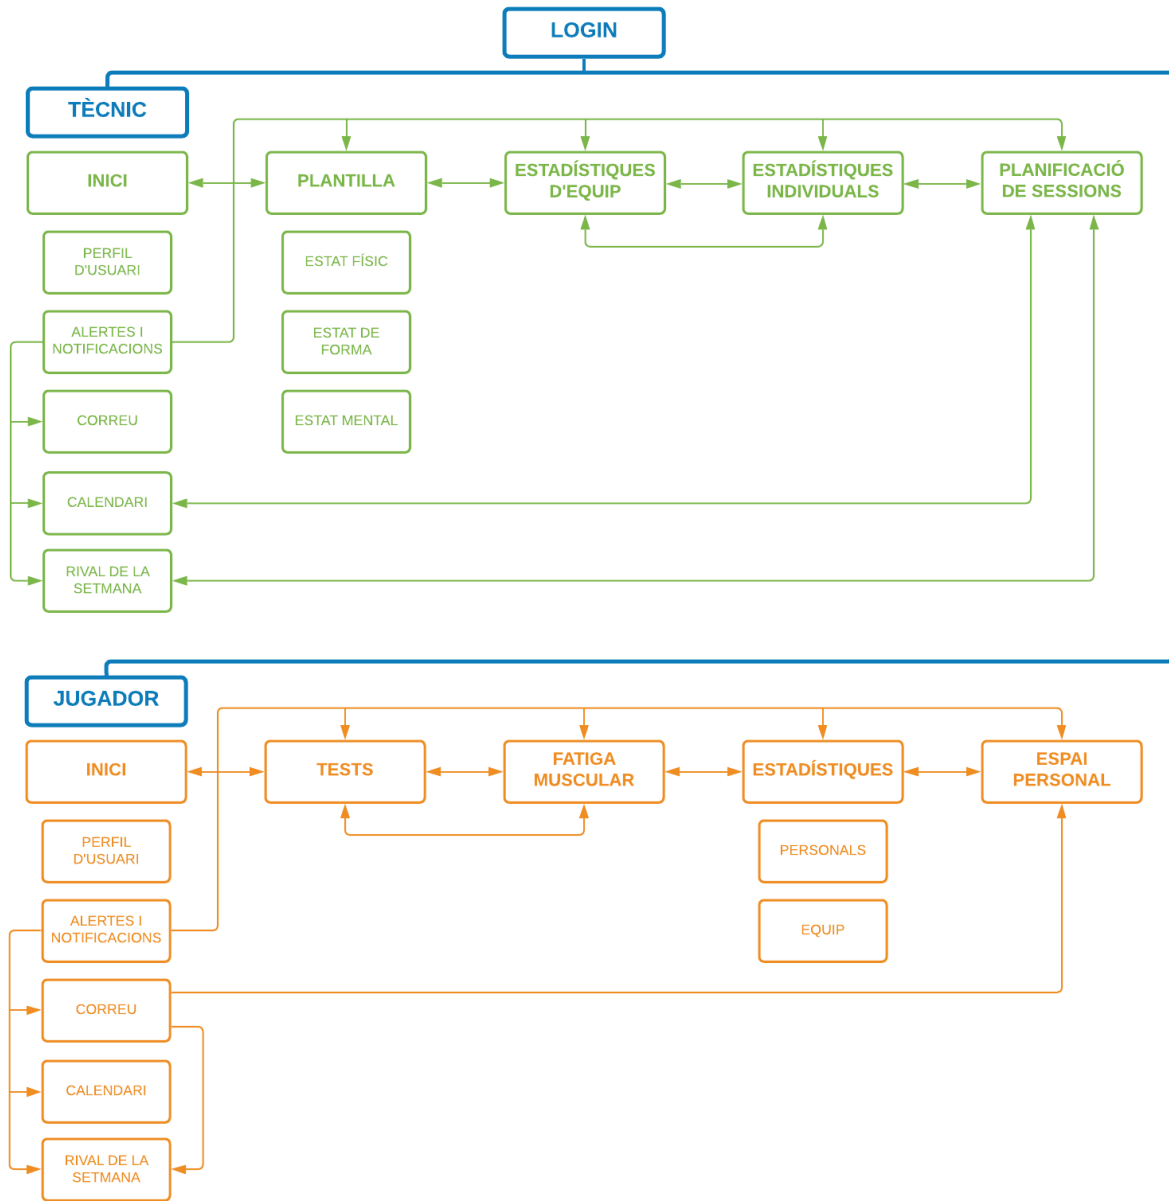 LOGIN
TÈCNIC
INICI
PLANTILLA
ESTADÍSTIQUES
D'EQUIP
ESTADÍSTIQUES
INDIVIDUALS
PLANIFICACIÓ
DE SESSIONS
PERFIL
D'USUARI
ESTAT FÍSIC
ALERTES I
NOTIFICACIONS
ESTAT DE
FORMA
CORREU
ESTAT MENTAL
CALENDARI
RIVAL DE LA
SETMANA
JUGADOR
INICI
TESTS
FATIGA
MUSCULAR
ESTADÍSTIQUES
ESPAI
PERSONAL
PERFIL
D'USUARI
PERSONALS
ALERTES I
NOTIFICACIONS
EQUIP
CORREU
CALENDARI
RIVAL DE LA
SETMANA